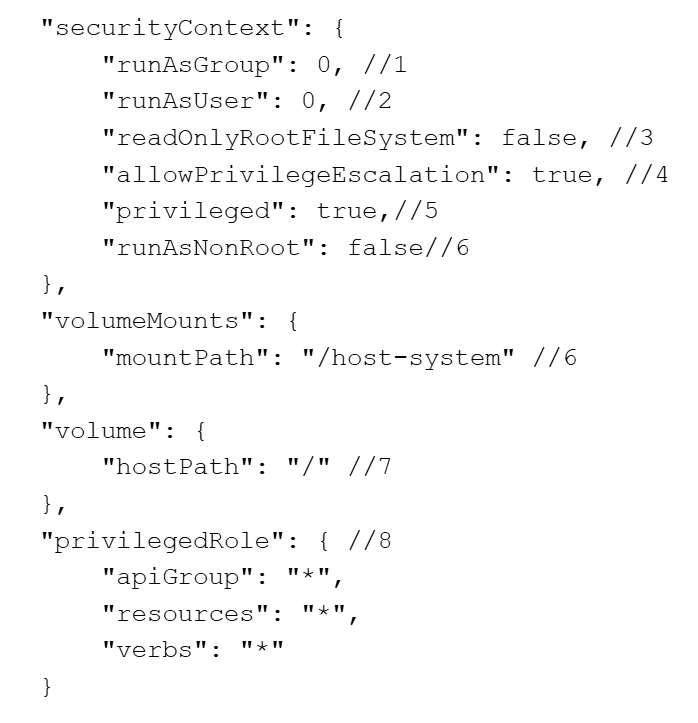 "securityContext": {
"runAsGroup": 0, //1
"runAsUser": 0, //2
"readOnlyRootFileSystem": false, //3
"allowPrivilegeEscalation": true, //4
"privileged": true,//5
"runAsNonRoot": false//6
},
"volumeMounts": {
"mountPath": "/host-system" //6
},
"volume": {
"hostPath": "/" //7
},
"privilegedRole": { //8
"apiGroup": "*",
"resources": "*",
"verbs": "*"
}